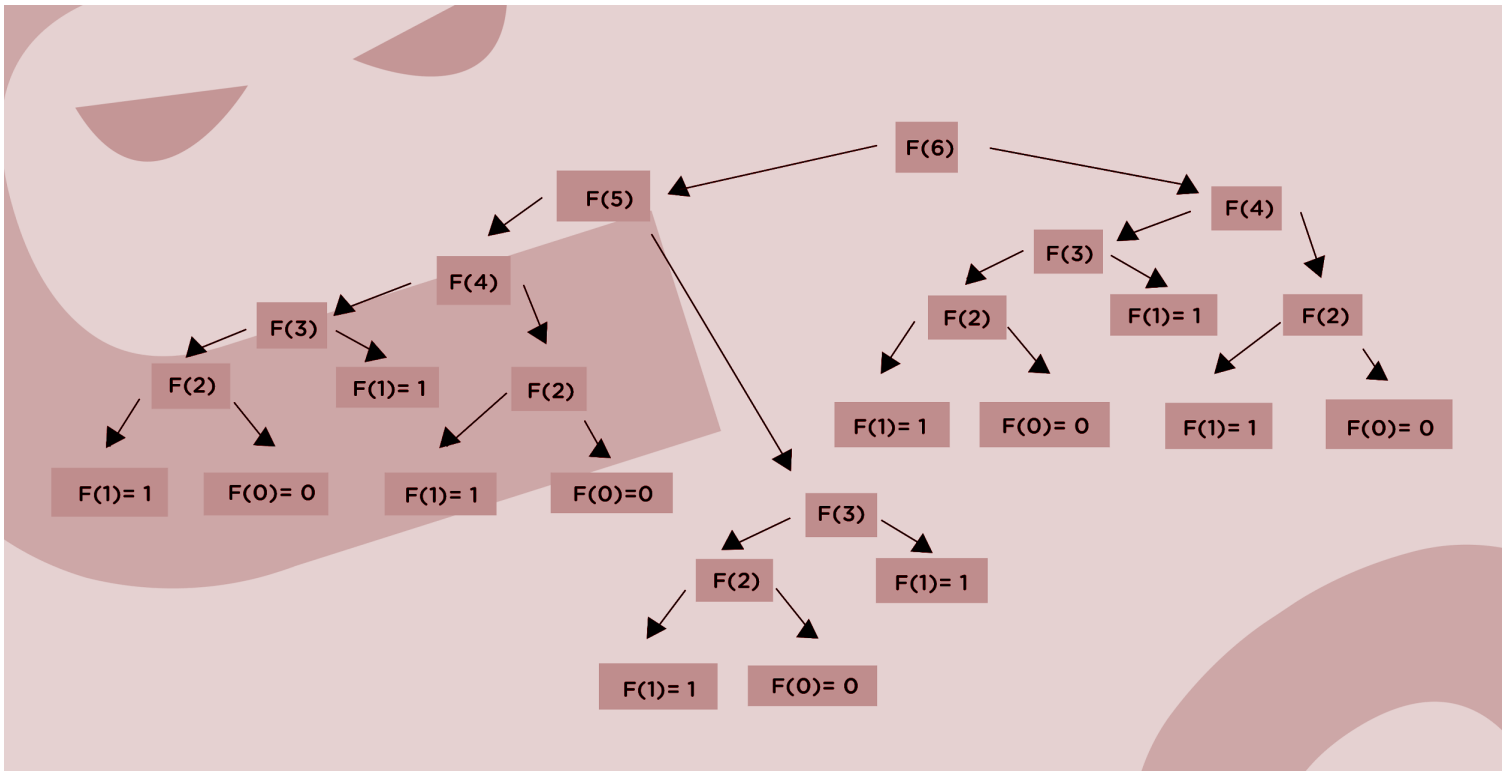 F(6)
F(5)
F(4)
F(3)
F(4)
F(3)
F(2)
F(1)= 1
F(2)
F(2)
F(1)= 1
F(2)
F(1)= 1
F(0)= 0
F(1)= 1
F(0)= 0
F(1)= 1
F(0)= 0
F(1)= 1
F(0)=0
F(3)
F(2)
F(1)= 1
F(1)= 1
F(0)= 0